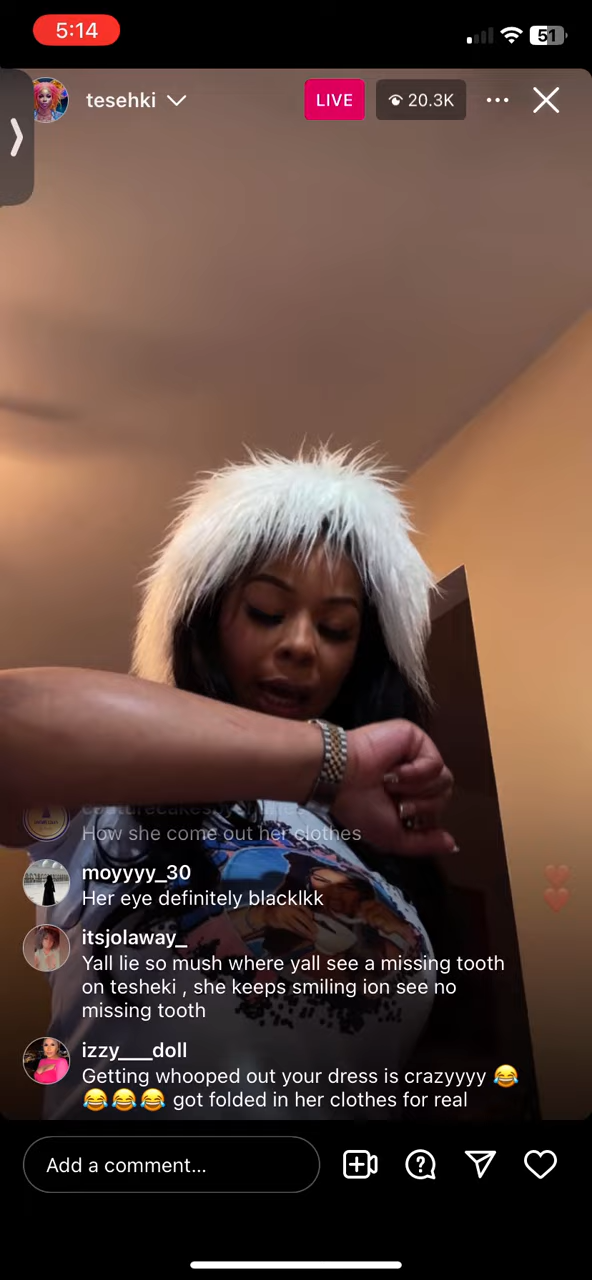 5:14
51
tesehki
LIVE
20.3K
How she come out her clothes
moyyyy_30
Her eye definitely blacklkk
itsjolaway_
Yall lie so mush where yall see a missing tooth
on tesheki , she keeps smiling ion see no
missing tooth
izzy___doll
Getting whooped out your dress is crazyyyy 😂
😂😂😂 got folded in her clothes for real
Add a comment...